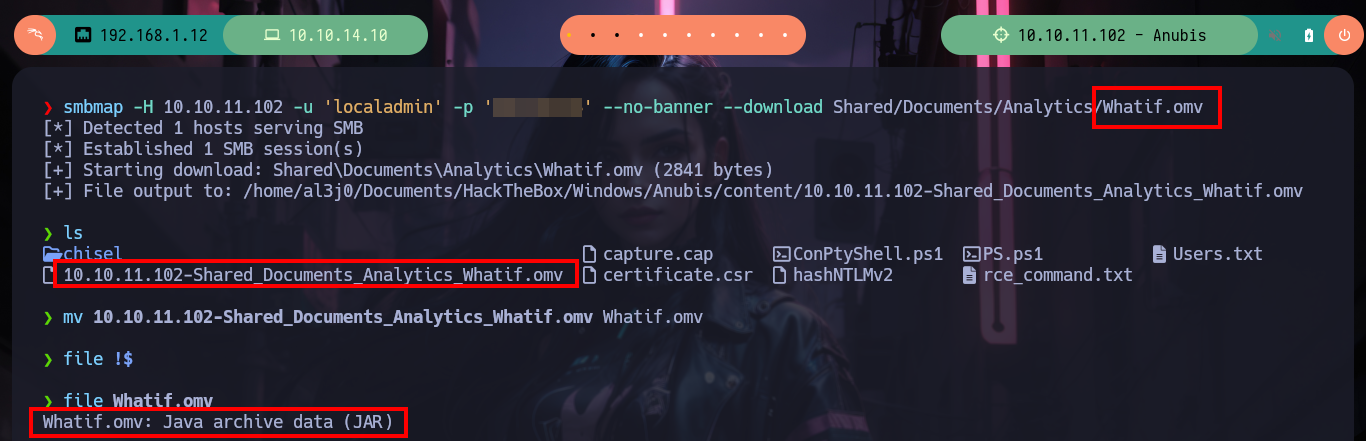 192.168.1.12 10.10.14.10 10.10.11.102 - Anubis
❯ smbmap -H 10.10.11.102 -u 'localadmin' -p ' ' --no-banner --download Shared/Documents/Analytics/Whatif.omv
[*] Detected 1 hosts serving SMB
[*] Established 1 SMB session(s)
[+] Starting download: Shared\Documents\Analytics\Whatif.omv (2841 bytes)
[+] File output to: /home/al3j0/Documents/HackTheBox/Windows/Anubis/content/10.10.11.102-Shared_Documents_Analytics_Whatif.omv
❯ ls
chisel capture.cap ConPtyShell.ps1 PS.ps1 Users.txt
10.10.11.102-Shared_Documents_Analytics_Whatif.omv certificate.csr hashNTLMv2 rce_command.txt
❯ mv 10.10.11.102-Shared_Documents_Analytics_Whatif.omv Whatif.omv
❯ file !$
❯ file Whatif.omv
Whatif.omv: Java archive data (JAR)